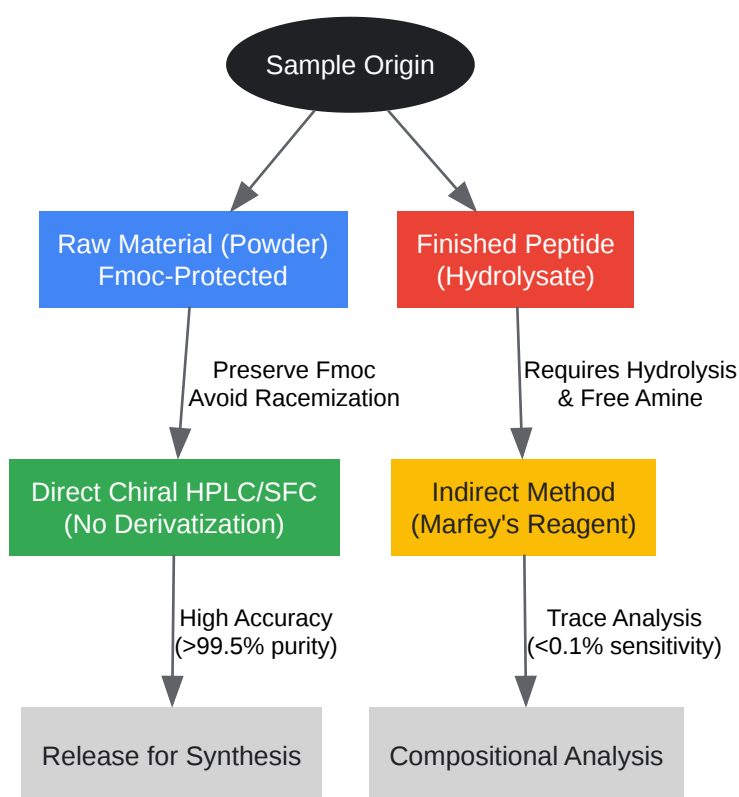 Sample Origin
Raw Material (Powder)
Fmoc-Protected
Finished Peptide
(Hydrolysate)
Preserve Fmoc
Avoid Racemization
Requires Hydrolysis
& Free Amine
Direct Chiral HPLC/SFC
(No Derivatization)
Indirect Method
(Marfey's Reagent)
High Accuracy
(>99.5% purity)
Trace Analysis
(<0.1% sensitivity)
Release for Synthesis
Compositional Analysis